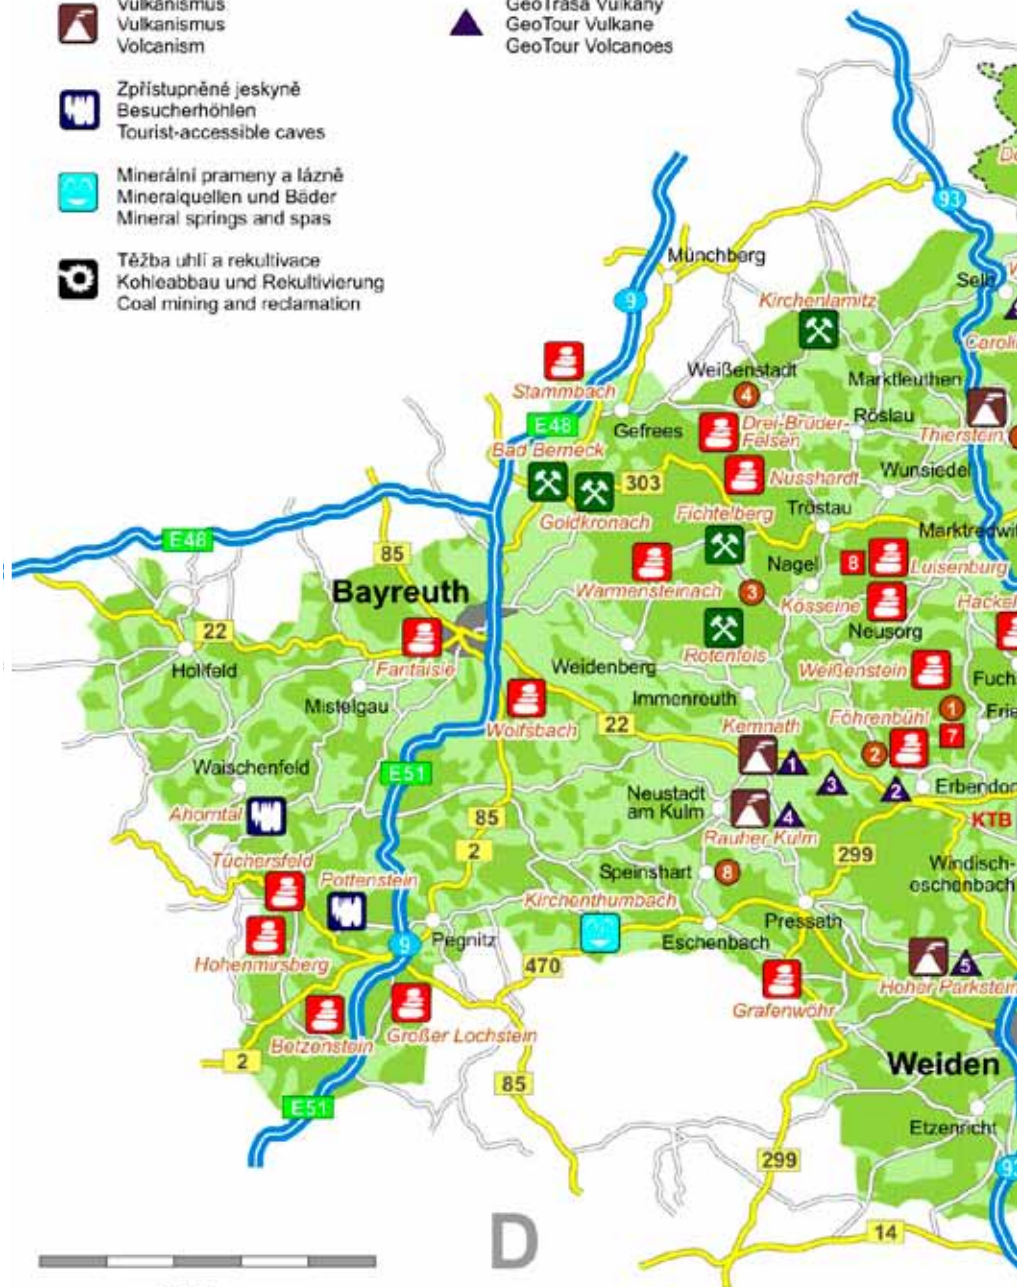 Vulkanismus
Vulkanismus
Volcanism
GeoTrasa Vulkány
GeoTour Vulkane
GeoTour Volcanoes
Zpřístupněné jeskyně
Besucherhöhlen
Tourist-accessible caves
Minerální prameny a lázně
Mineralquellen und Bäder
Mineral springs and spas
Těžba uhlí a rekultivace
Kohleabbau und Rekultivierung
Coal mining and reclamation
93
Münchberg
Selb
9
Kirchenlamitz
Weißenstadt
Marktleuthen
Stammbach
4
E48
Gefrees
Drei-Brüder-
Felsen
Röslau
Thierstein
Bad Berneck
303
Nusshardt
Wunsiedel
Goldkronach
Fichtelberg
Tröstau
E48
85
Nagel
8
Luisenburg
Bayreuth
Warmensteinach
3
Kösseine
22
Neusorg
Hollfeld
Fantaisie
Weidenberg
Rotenfels
Weißenstein
Mistelgau
Immenreuth
Wolfsbach
22
Kemnath
Föhrenbühl
1
7
2
Waischenfeld
E51
1
3
2
Ahorntal
Neustadt
am Kulm
85
4
Rauher Kulm
KTB
2
299
Tüchersfeld
Pottenstein
Speinshart
8
Windisch-
eschenbach
Kirchenthumbach
Pressath
9
Pegnitz
Eschenbach
Hohenmirsberg
470
5
Hoher Parkstein
Grafenwöhr
Betzenstein
Großer Lochstein
2
85
Weiden
E51
Etzenricht
299
93
D
14